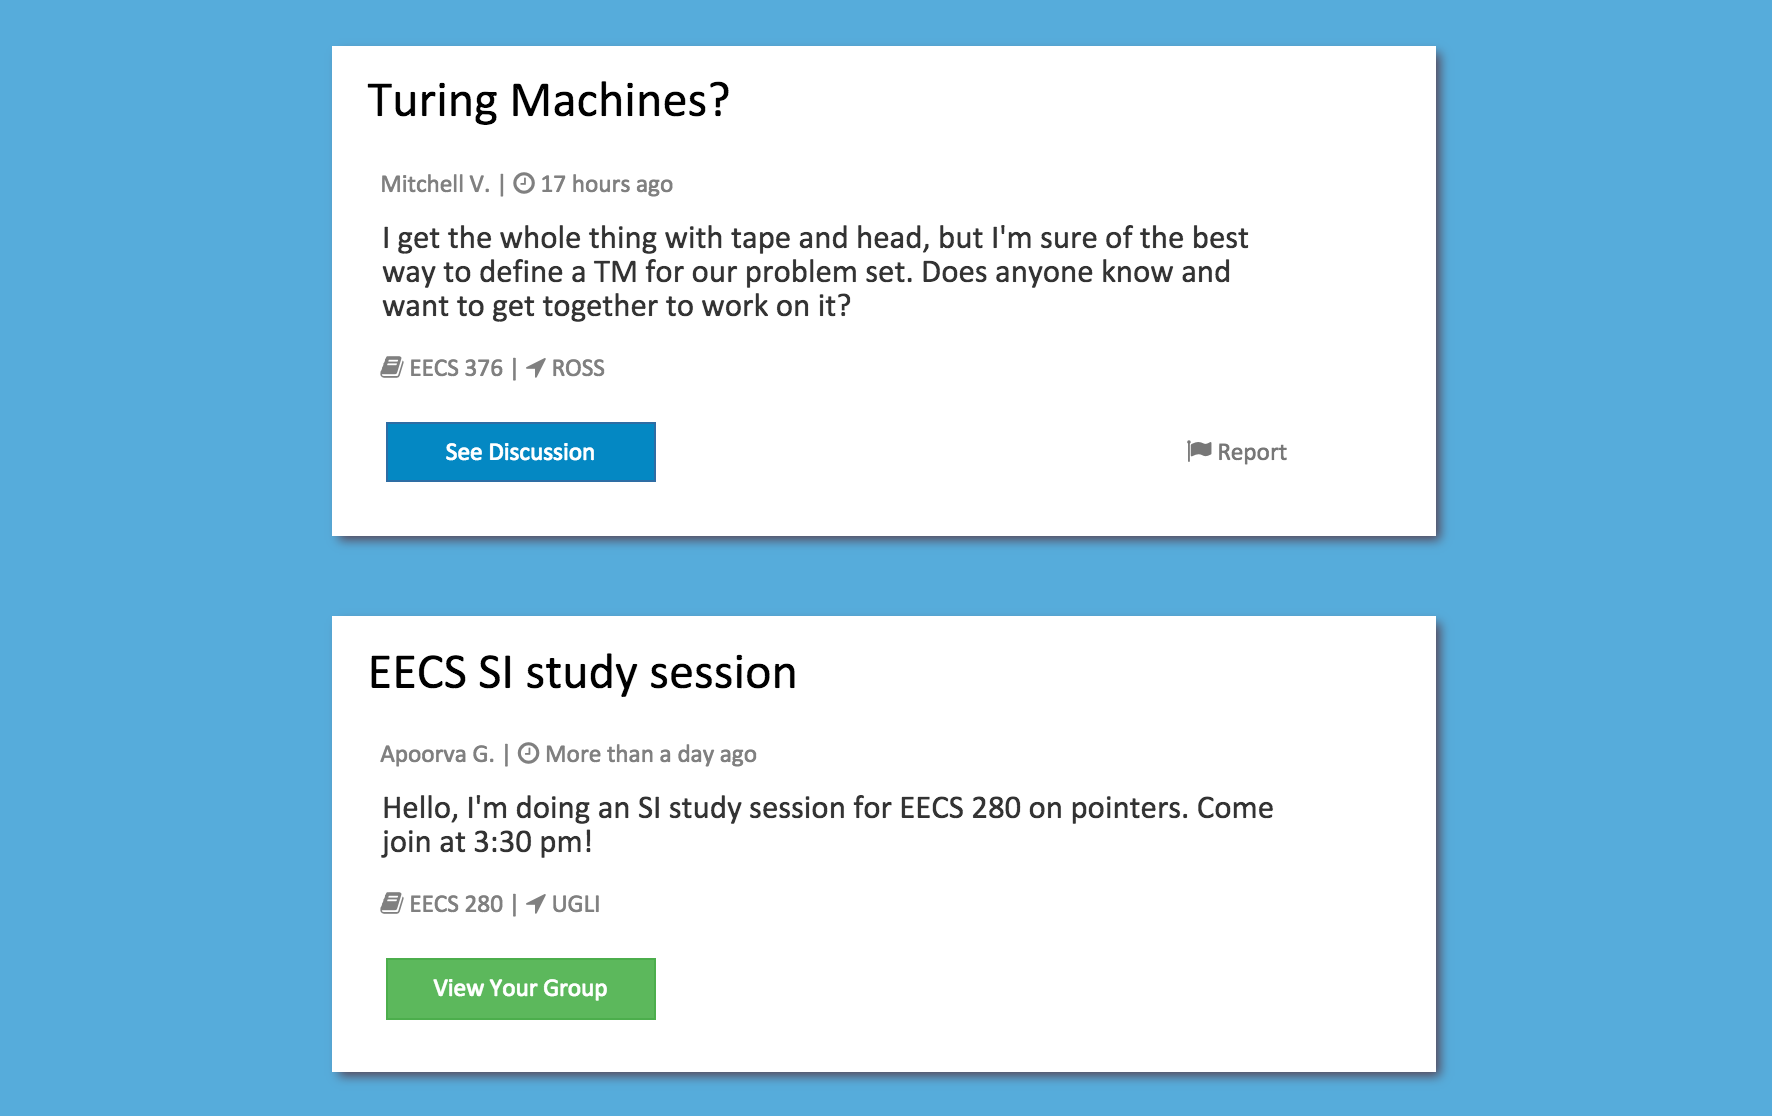 Turing Machines?
Mitchell V. | 17 hours ago
I get the whole thing with tape and head, but I'm sure of the best
way to define a TM for our problem set. Does anyone know and
want to get together to work on it?
EECS 376 | ROSS
See Discussion
Report
EECS SI study session
Apoorva G. | More than a day ago
Hello, I'm doing an SI study session for EECS 280 on pointers. Come
join at 3:30 pm!
EECS 280 | UGLI
View Your Group